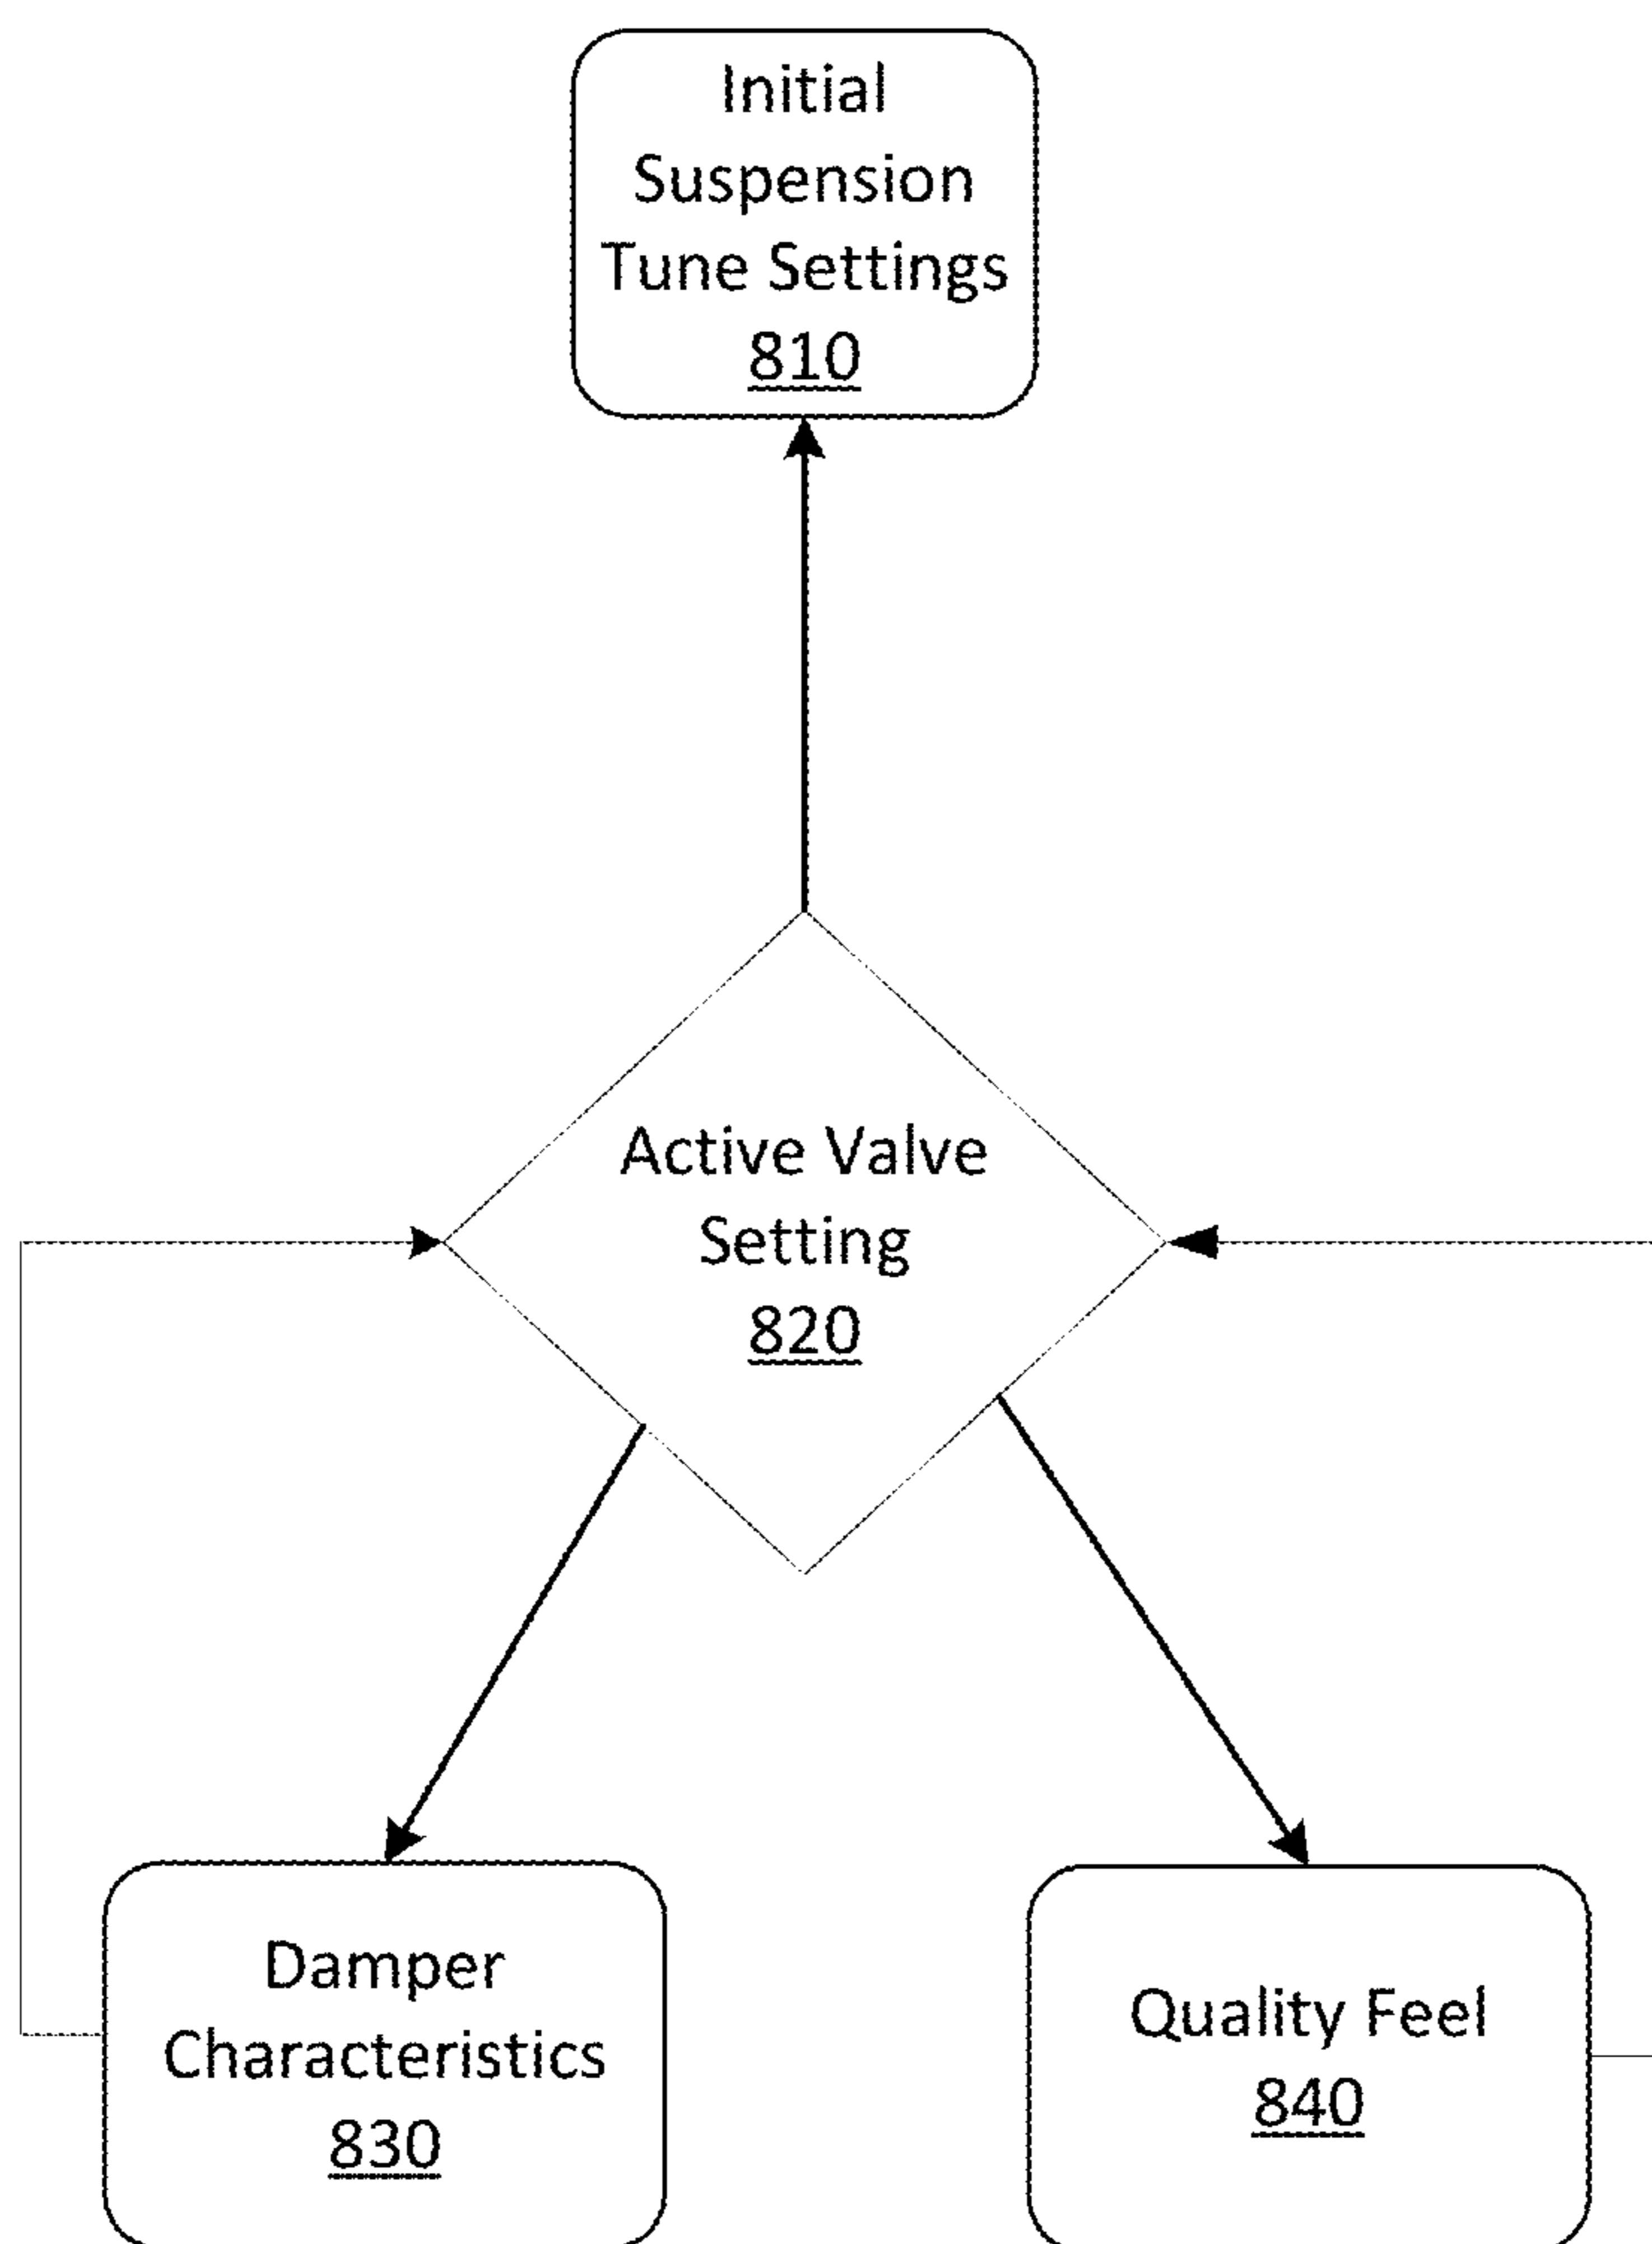 Initial
Suspension
Tune Settings
810
Active Valve
Setting
820
Damper
Characteristics
830
Quality Feel
840